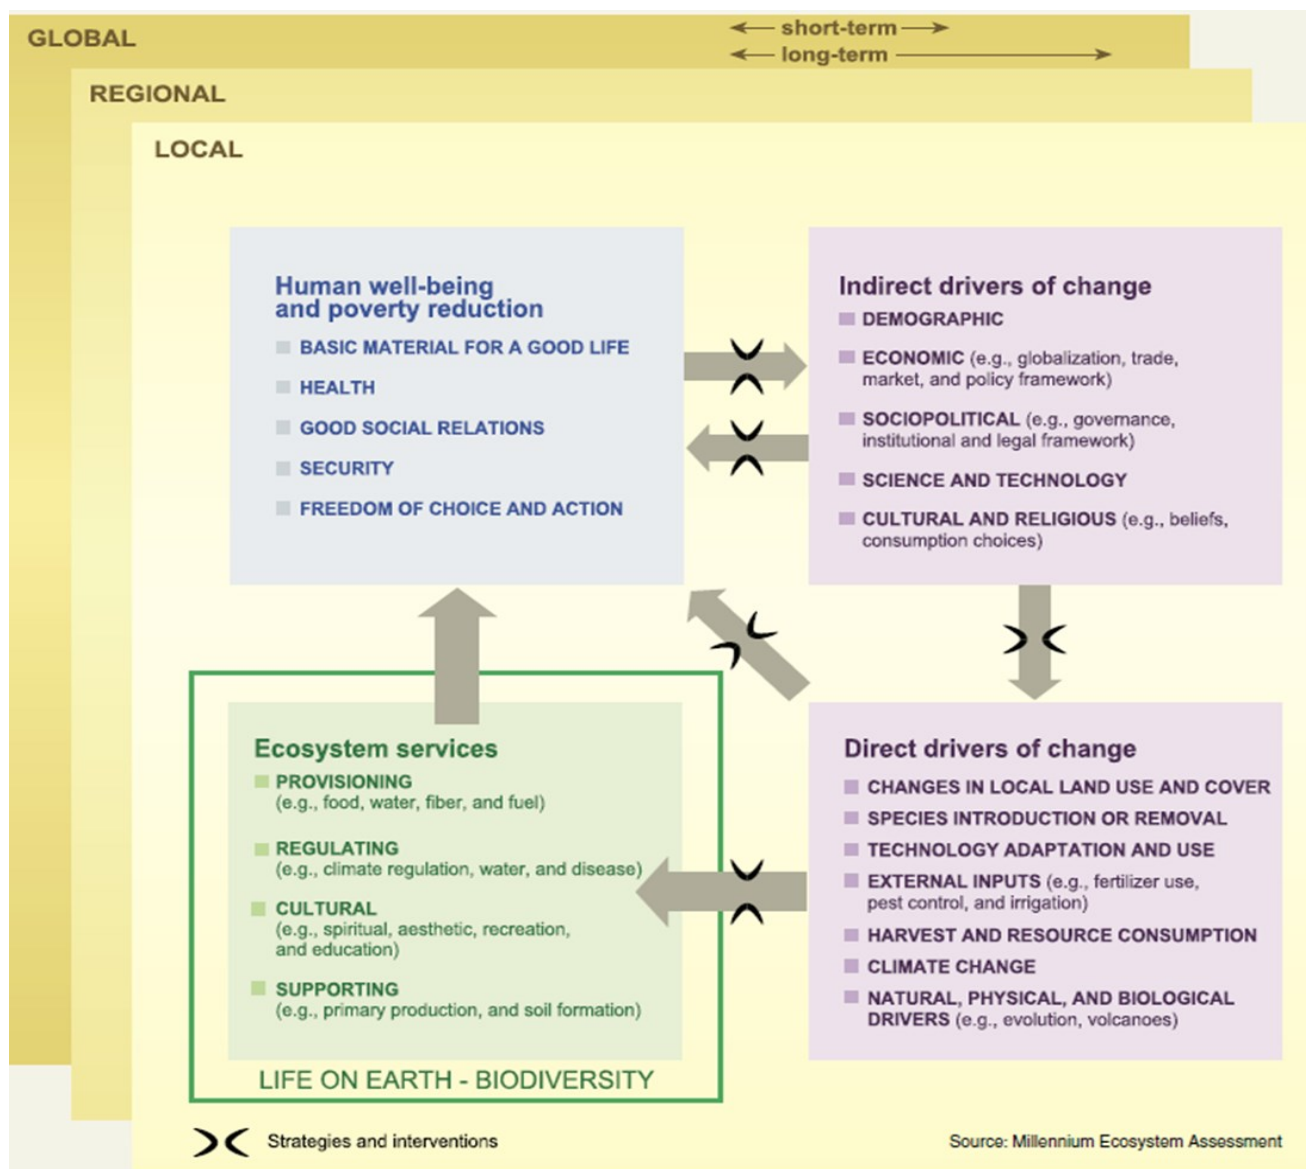 GLOBAL
short-term
long-term
REGIONAL
LOCAL
Human well-being
and poverty reduction
BASIC MATERIAL FOR A GOOD LIFE
HEALTH
GOOD SOCIAL RELATIONS
SECURITY
FREEDOM OF CHOICE AND ACTION
Indirect drivers of change
DEMOGRAPHIC
ECONOMIC (e.g., globalization, trade,
market, and policy framework)
SOCIOPOLITICAL (e.g., governance,
institutional and legal framework)
SCIENCE AND TECHNOLOGY
CULTURAL AND RELIGIOUS (e.g., beliefs,
consumption choices)
Ecosystem services
PROVISIONING
(e.g., food, water, fiber, and fuel)
REGULATING
(e.g., climate regulation, water, and disease)
CULTURAL
(e.g., spiritual, aesthetic, recreation,
and education)
SUPPORTING
(e.g., primary production, and soil formation)
LIFE ON EARTH - BIODIVERSITY
Direct drivers of change
CHANGES IN LOCAL LAND USE AND COVER
SPECIES INTRODUCTION OR REMOVAL
TECHNOLOGY ADAPTATION AND USE
EXTERNAL INPUTS (e.g., fertilizer use,
pest control, and irrigation)
HARVEST AND RESOURCE CONSUMPTION
CLIMATE CHANGE
NATURAL, PHYSICAL, AND BIOLOGICAL
DRIVERS (e.g., evolution, volcanoes)
Strategies and interventions
Source: Millennium Ecosystem Assessment